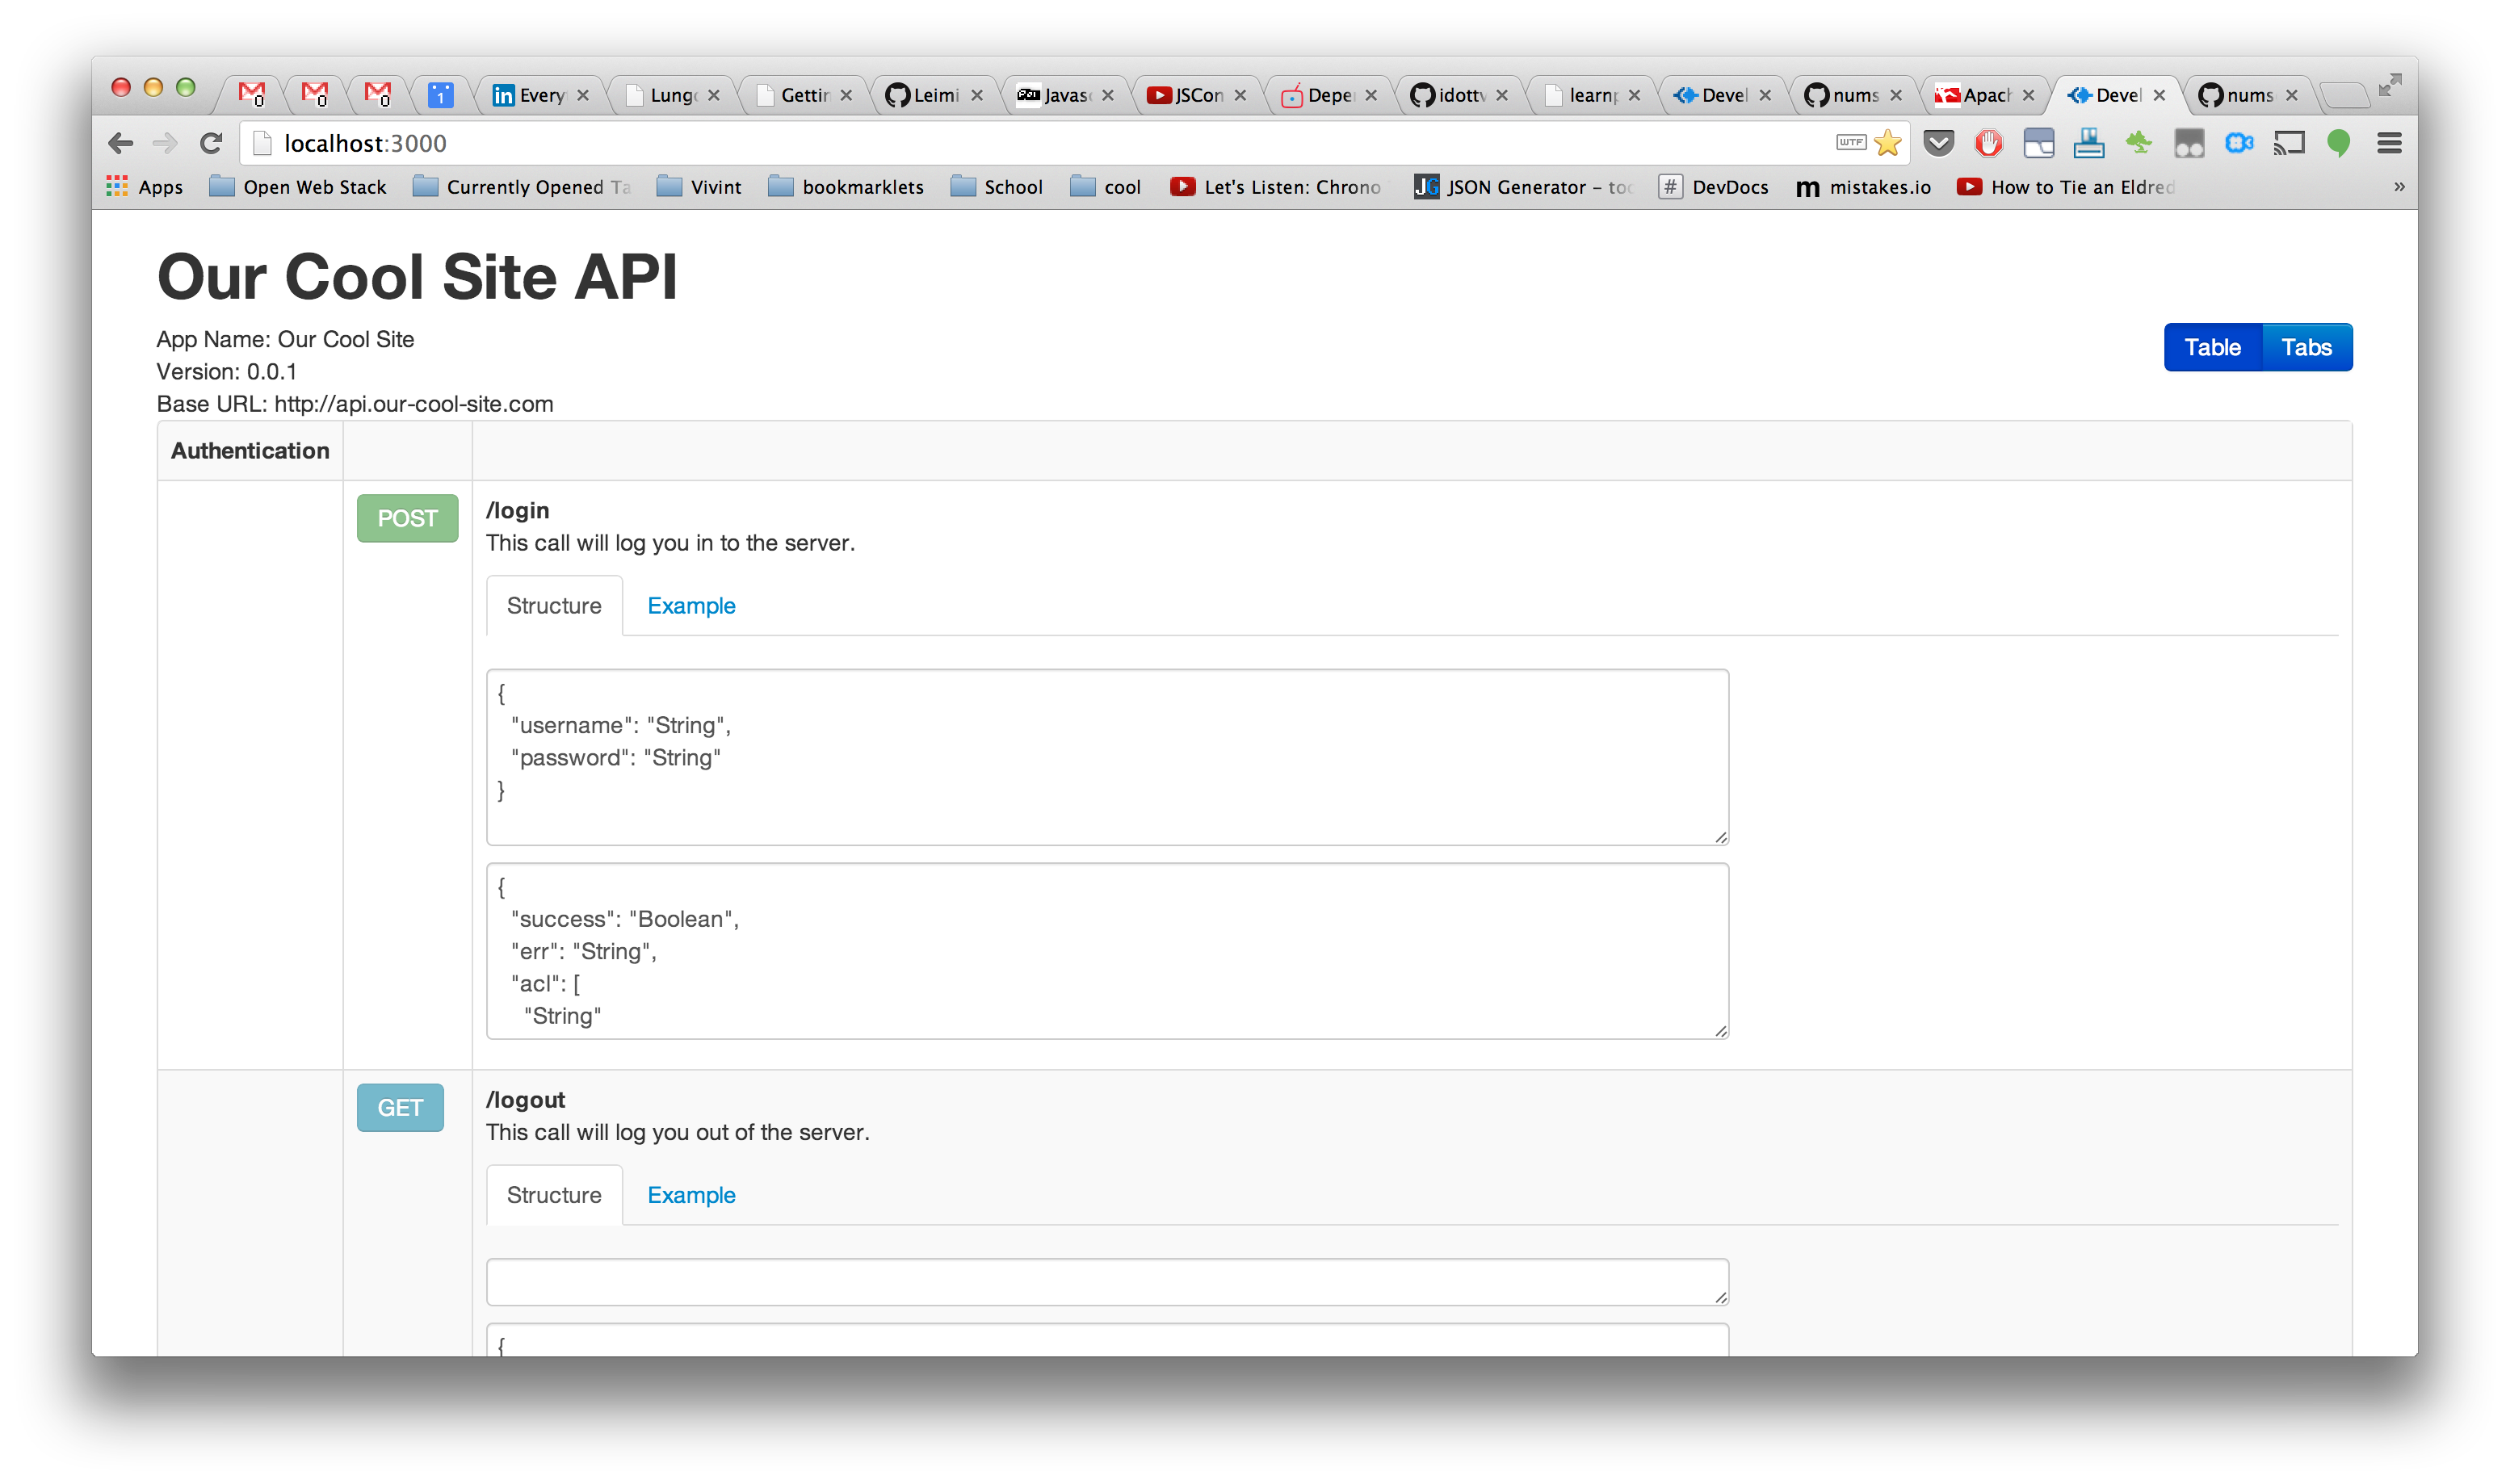 0 0 0 1 Every Lung Gettin Leimi Javasc JSCon Depe idottv learnp Devel nums Apach Devel nums
localhost:3000 WTF
Apps Open Web Stack Currently Opened Ta Vivint bookmarklets School cool Let's Listen: Chrono JG JSON Generator – too # DevDocs m mistakes.io How to Tie an Eldred »
Our Cool Site API
App Name: Our Cool Site
Table Tabs
Version: 0.0.1
Base URL: http://api.our-cool-site.com
Authentication
POST /login
This call will log you in to the server.
Structure Example
{
"username": "String",
"password": "String"
}
{
"success": "Boolean",
"err": "String",
"acl": [
"String"
GET /logout
This call will log you out of the server.
Structure Example
{